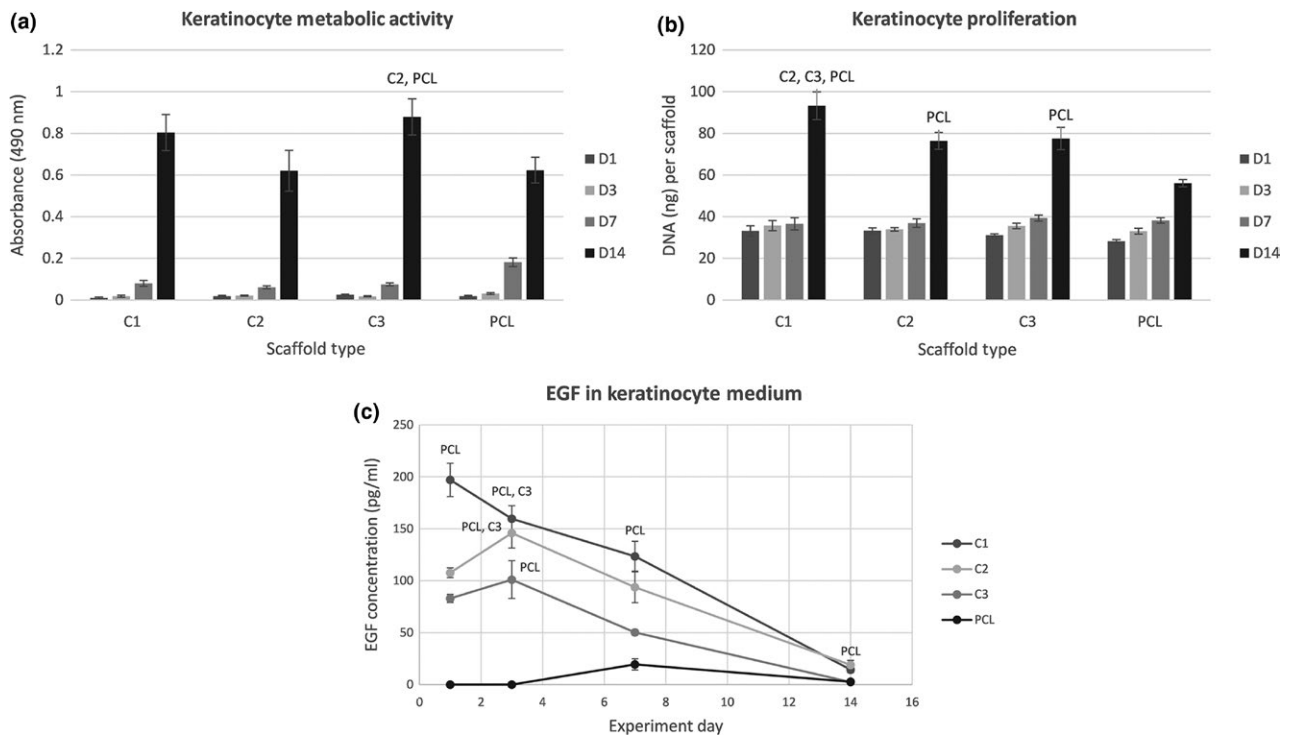 (a)
Keratinocyte metabolic activity
Absorbance (490 nm)
1.2
1
0.8
0.6
0.4
0.2
0
C2, PCL
C1 C2 C3 PCL
Scaffold type
D1
D3
D7
D14
(b)
Keratinocyte proliferation
DNA (ng) per scaffold
120
100
80
60
40
20
0
C2, C3, PCL
PCL
PCL
C1 C2 C3 PCL
Scaffold type
D1
D3
D7
D14
(c)
EGF in keratinocyte medium
EGF concentration (pg/ml)
250
200
150
100
50
0
PCL
PCL, C3
PCL, C3
PCL
PCL
PCL
0 2 4 6 8 10 12 14 16
Experiment day
C1
C2
C3
PCL